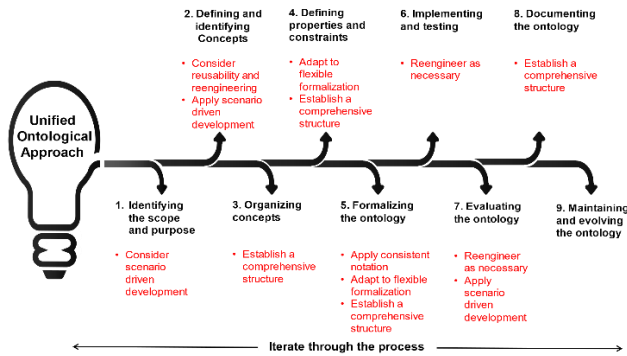 Unified
Ontological
Approach
1. Identifying
the scope
and purpose
• Consider
scenario
driven
development
2. Defining and
identifying
Concepts
• Consider
reusability and
reengineering
• Apply scenario
driven
development
3. Organizing
concepts
• Establish a
comprehensive
structure
4. Defining
properties and
constraints
• Adapt to
flexible
formalization
• Establish a
comprehensive
structure
5. Formalizing
the ontology
• Apply consistent
notation
• Adapt to flexible
formalization
• Establish a
comprehensive
structure
6. Implementing
and testing
• Reengineer as
necessary
7. Evaluating
the ontology
• Reengineer
as necessary
• Apply
scenario
driven
development
8. Documenting
the ontology
• Establish a
comprehensive
structure
9. Maintaining
and evolving
the ontology
Iterate through the process